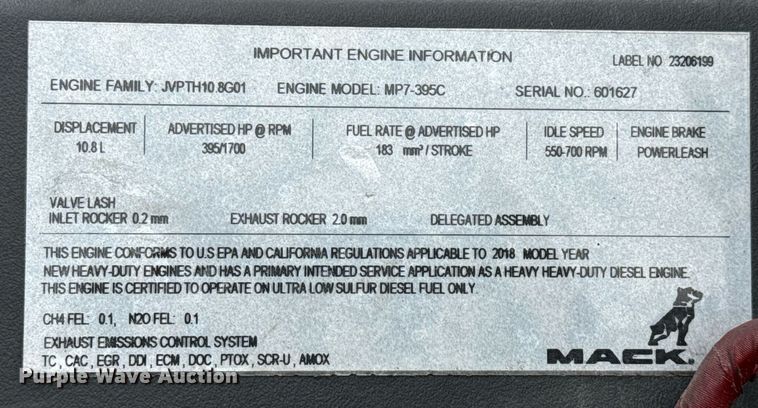 IMPORTANT ENGINE INFORMATION
LABEL NO 23206199
ENGINE FAMILY: JVPTH10.8G01 ENGINE MODEL: MP7-395C SERIAL NO.: 601627
DISPLACEMENT ADVERTISED HP @ RPM FUEL RATE @ ADVERTISED HP IDLE SPEED ENGINE BRAKE
10.8 L 395/1700 183 mm³ / STROKE 550-700 RPM POWERLEASH
VALVE LASH
INLET ROCKER 0.2 mm EXHAUST ROCKER 2.0 mm DELEGATED ASSEMBLY
THIS ENGINE CONFORMS TO U.S EPA AND CALIFORNIA REGULATIONS APPLICABLE TO 2018 MODEL YEAR
NEW HEAVY-DUTY ENGINES AND HAS A PRIMARY INTENDED SERVICE APPLICATION AS A HEAVY HEAVY-DUTY DIESEL ENGINE.
THIS ENGINE IS CERTIFIED TO OPERATE ON ULTRA LOW SULFUR DIESEL FUEL ONLY.
CH4 FEL: 0.1, N2O FEL: 0.1
EXHAUST EMISSIONS CONTROL SYSTEM
TC , CAC , EGR , DDI , ECM , DOC , PTOX , SCR-U , AMOX
MACK.
Purple Wave Auction